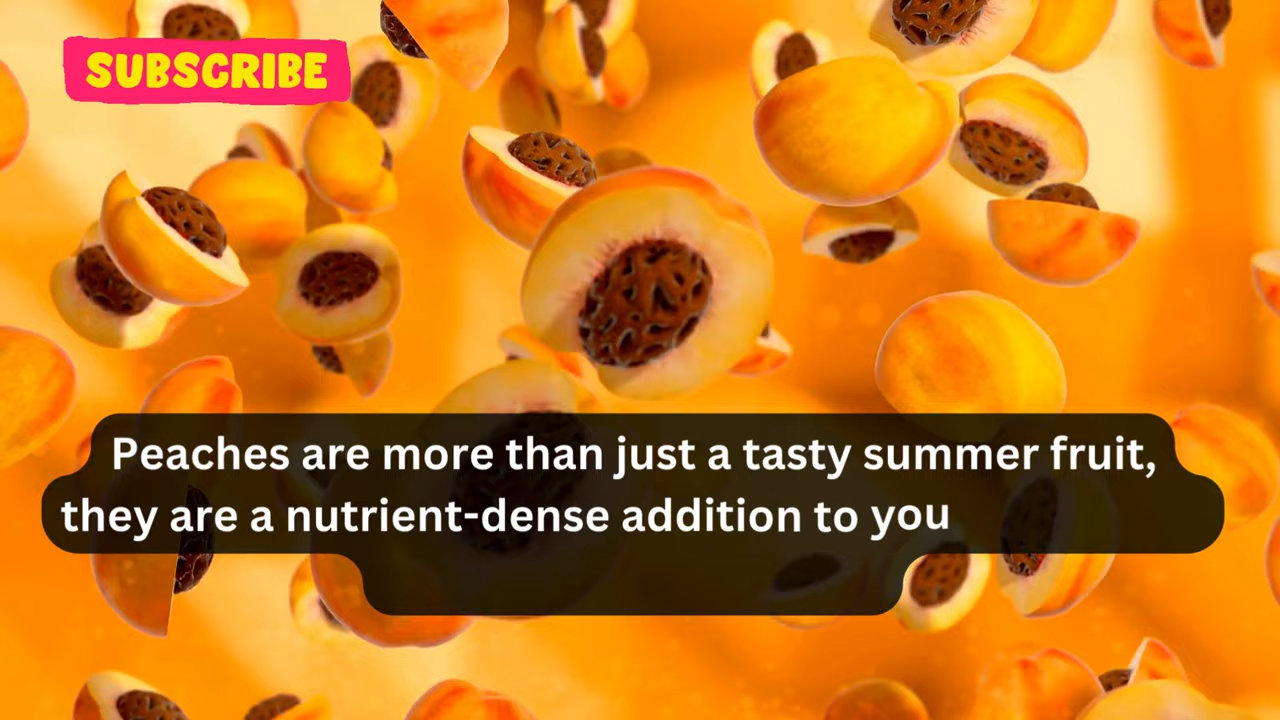 SUBSCRIBE
Peaches are more than just a tasty summer fruit,
they are a nutrient-dense addition to you